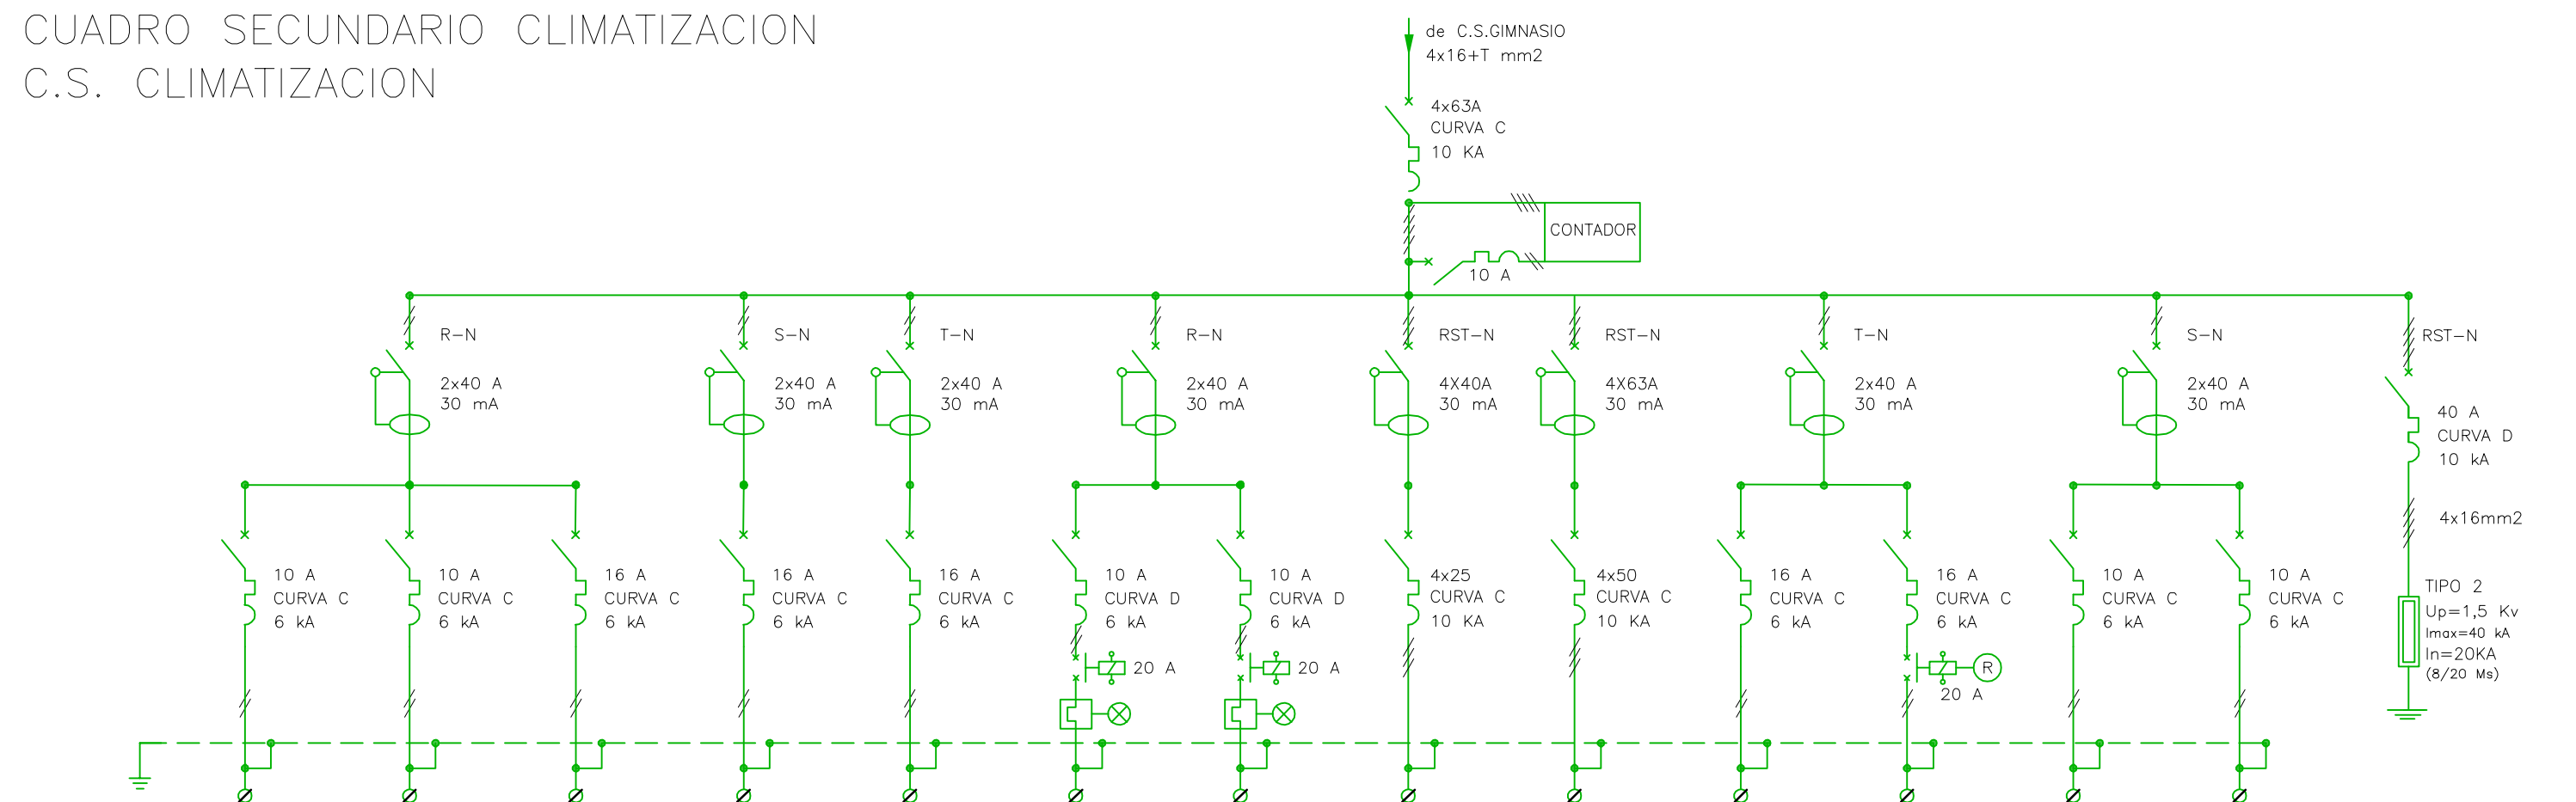 CUADRO SECUNDARIO CLIMATIZACION
C.S. CLIMATIZACION
de C.S.GIMNASIO
4x16+T mm2
4x63A
CURVA C
10 KA
CONTADOR
10 A
R-N
2x40 A
30 mA
S-N
2x40 A
30 mA
T-N
2x40 A
30 mA
R-N
2x40 A
30 mA
RST-N
4X40A
30 mA
RST-N
4X63A
30 mA
T-N
2x40 A
30 mA
S-N
2x40 A
30 mA
RST-N
40 A
CURVA D
10 kA
4x16mm2
TIPO 2
Up=1,5 Kv
Imax=40 kA
In=20KA
(8/20 Ms)
10 A
CURVA C
6 kA
10 A
CURVA C
6 kA
16 A
CURVA C
6 kA
16 A
CURVA C
6 kA
16 A
CURVA C
6 kA
10 A
CURVA D
6 kA
20 A
10 A
CURVA D
6 kA
20 A
4x25
CURVA C
10 KA
4x50
CURVA C
10 KA
16 A
CURVA C
6 kA
16 A
CURVA C
6 kA
R
20 A
10 A
CURVA C
6 kA
10 A
CURVA C
6 kA